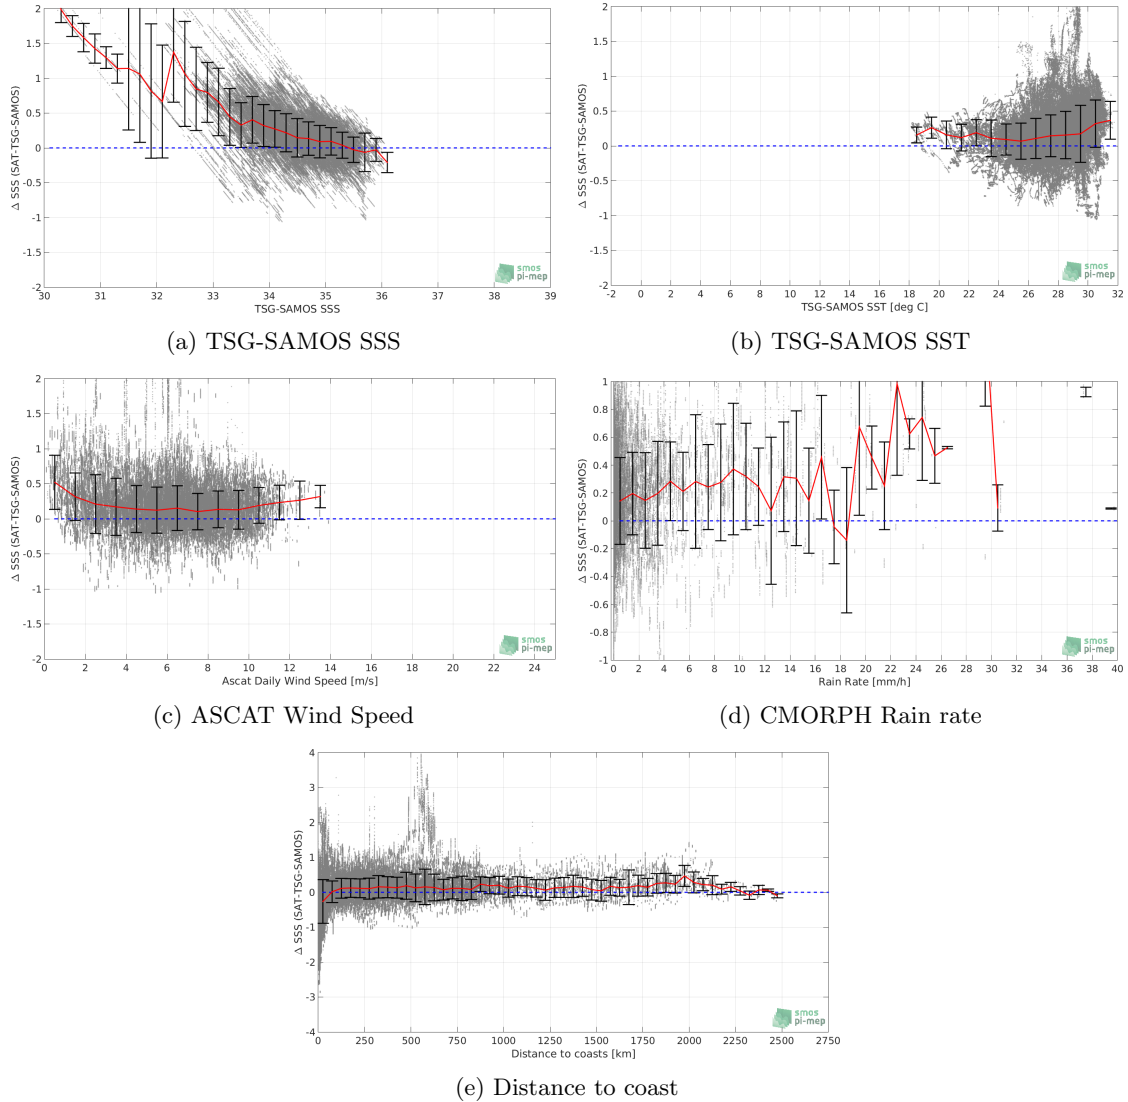 2
1.5
1
0.5
0
-0.5
-1
-1.5
-2
Δ SSS (SAT-TSG-SAMOS)
30 31 32 33 34 35 36 37 38 39
TSG-SAMOS SSS
smos
pi-mep
(a) TSG-SAMOS SSS
2
1.5
1
0.5
0
-0.5
-1
-1.5
-2
Δ SSS (SAT-TSG-SAMOS)
-2 0 2 4 6 8 10 12 14 16 18 20 22 24 26 28 30 32
TSG-SAMOS SST [deg C]
smos
pi-mep
(b) TSG-SAMOS SST
2
1.5
1
0.5
0
-0.5
-1
-1.5
-2
Δ SSS (SAT-TSG-SAMOS)
0 2 4 6 8 10 12 14 16 18 20 22 24
Ascat Daily Wind Speed [m/s]
smos
pi-mep
(c) ASCAT Wind Speed
1
0.8
0.6
0.4
0.2
0
-0.2
-0.4
-0.6
-0.8
-1
Δ SSS (SAT-TSG-SAMOS)
0 2 4 6 8 10 12 14 16 18 20 22 24 26 28 30 32 34 36 38 40
Rain Rate [mm/h]
smos
pi-mep
(d) CMORPH Rain rate
4
3
2
1
0
-1
-2
-3
-4
Δ SSS (SAT-TSG-SAMOS)
0 250 500 750 1000 1250 1500 1750 2000 2250 2500 2750
Distance to coasts [km]
smos
pi-mep
(e) Distance to coast